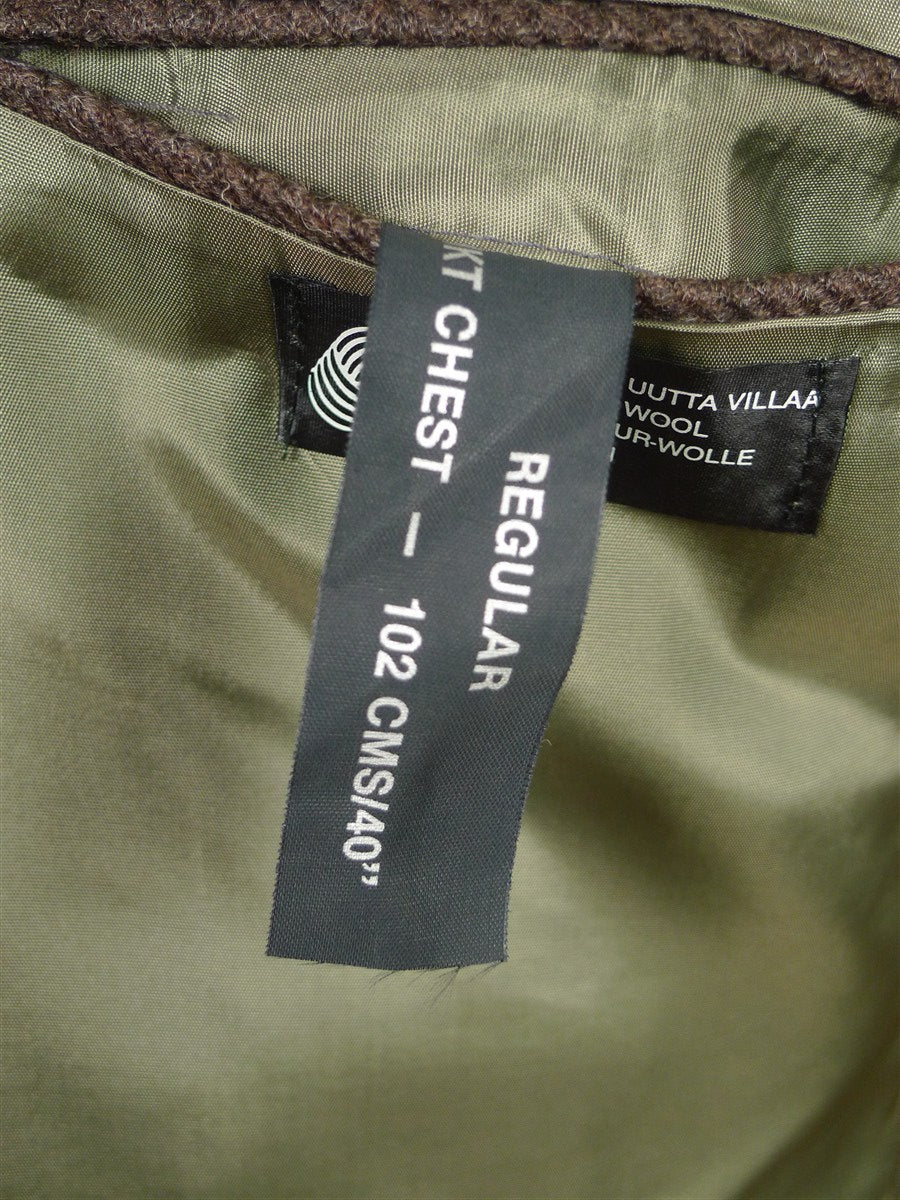 REGULAR
KT CHEST — 102 CMS/40”
UUTTA VILLAA
WOOL
UR-WOLLE